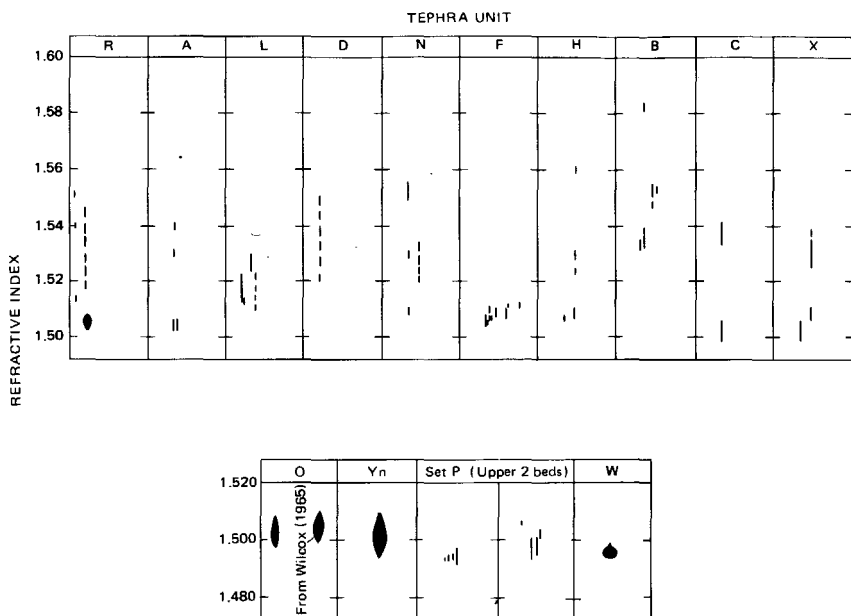 TEPHRA UNIT
R A L D N F H B C X
1.60
1.58
1.56
1.54
1.52
1.50
REFRACTIVE INDEX
O Yn Set P (Upper 2 beds) W
1.520
1.500
1.480
From Wilcox (1965)